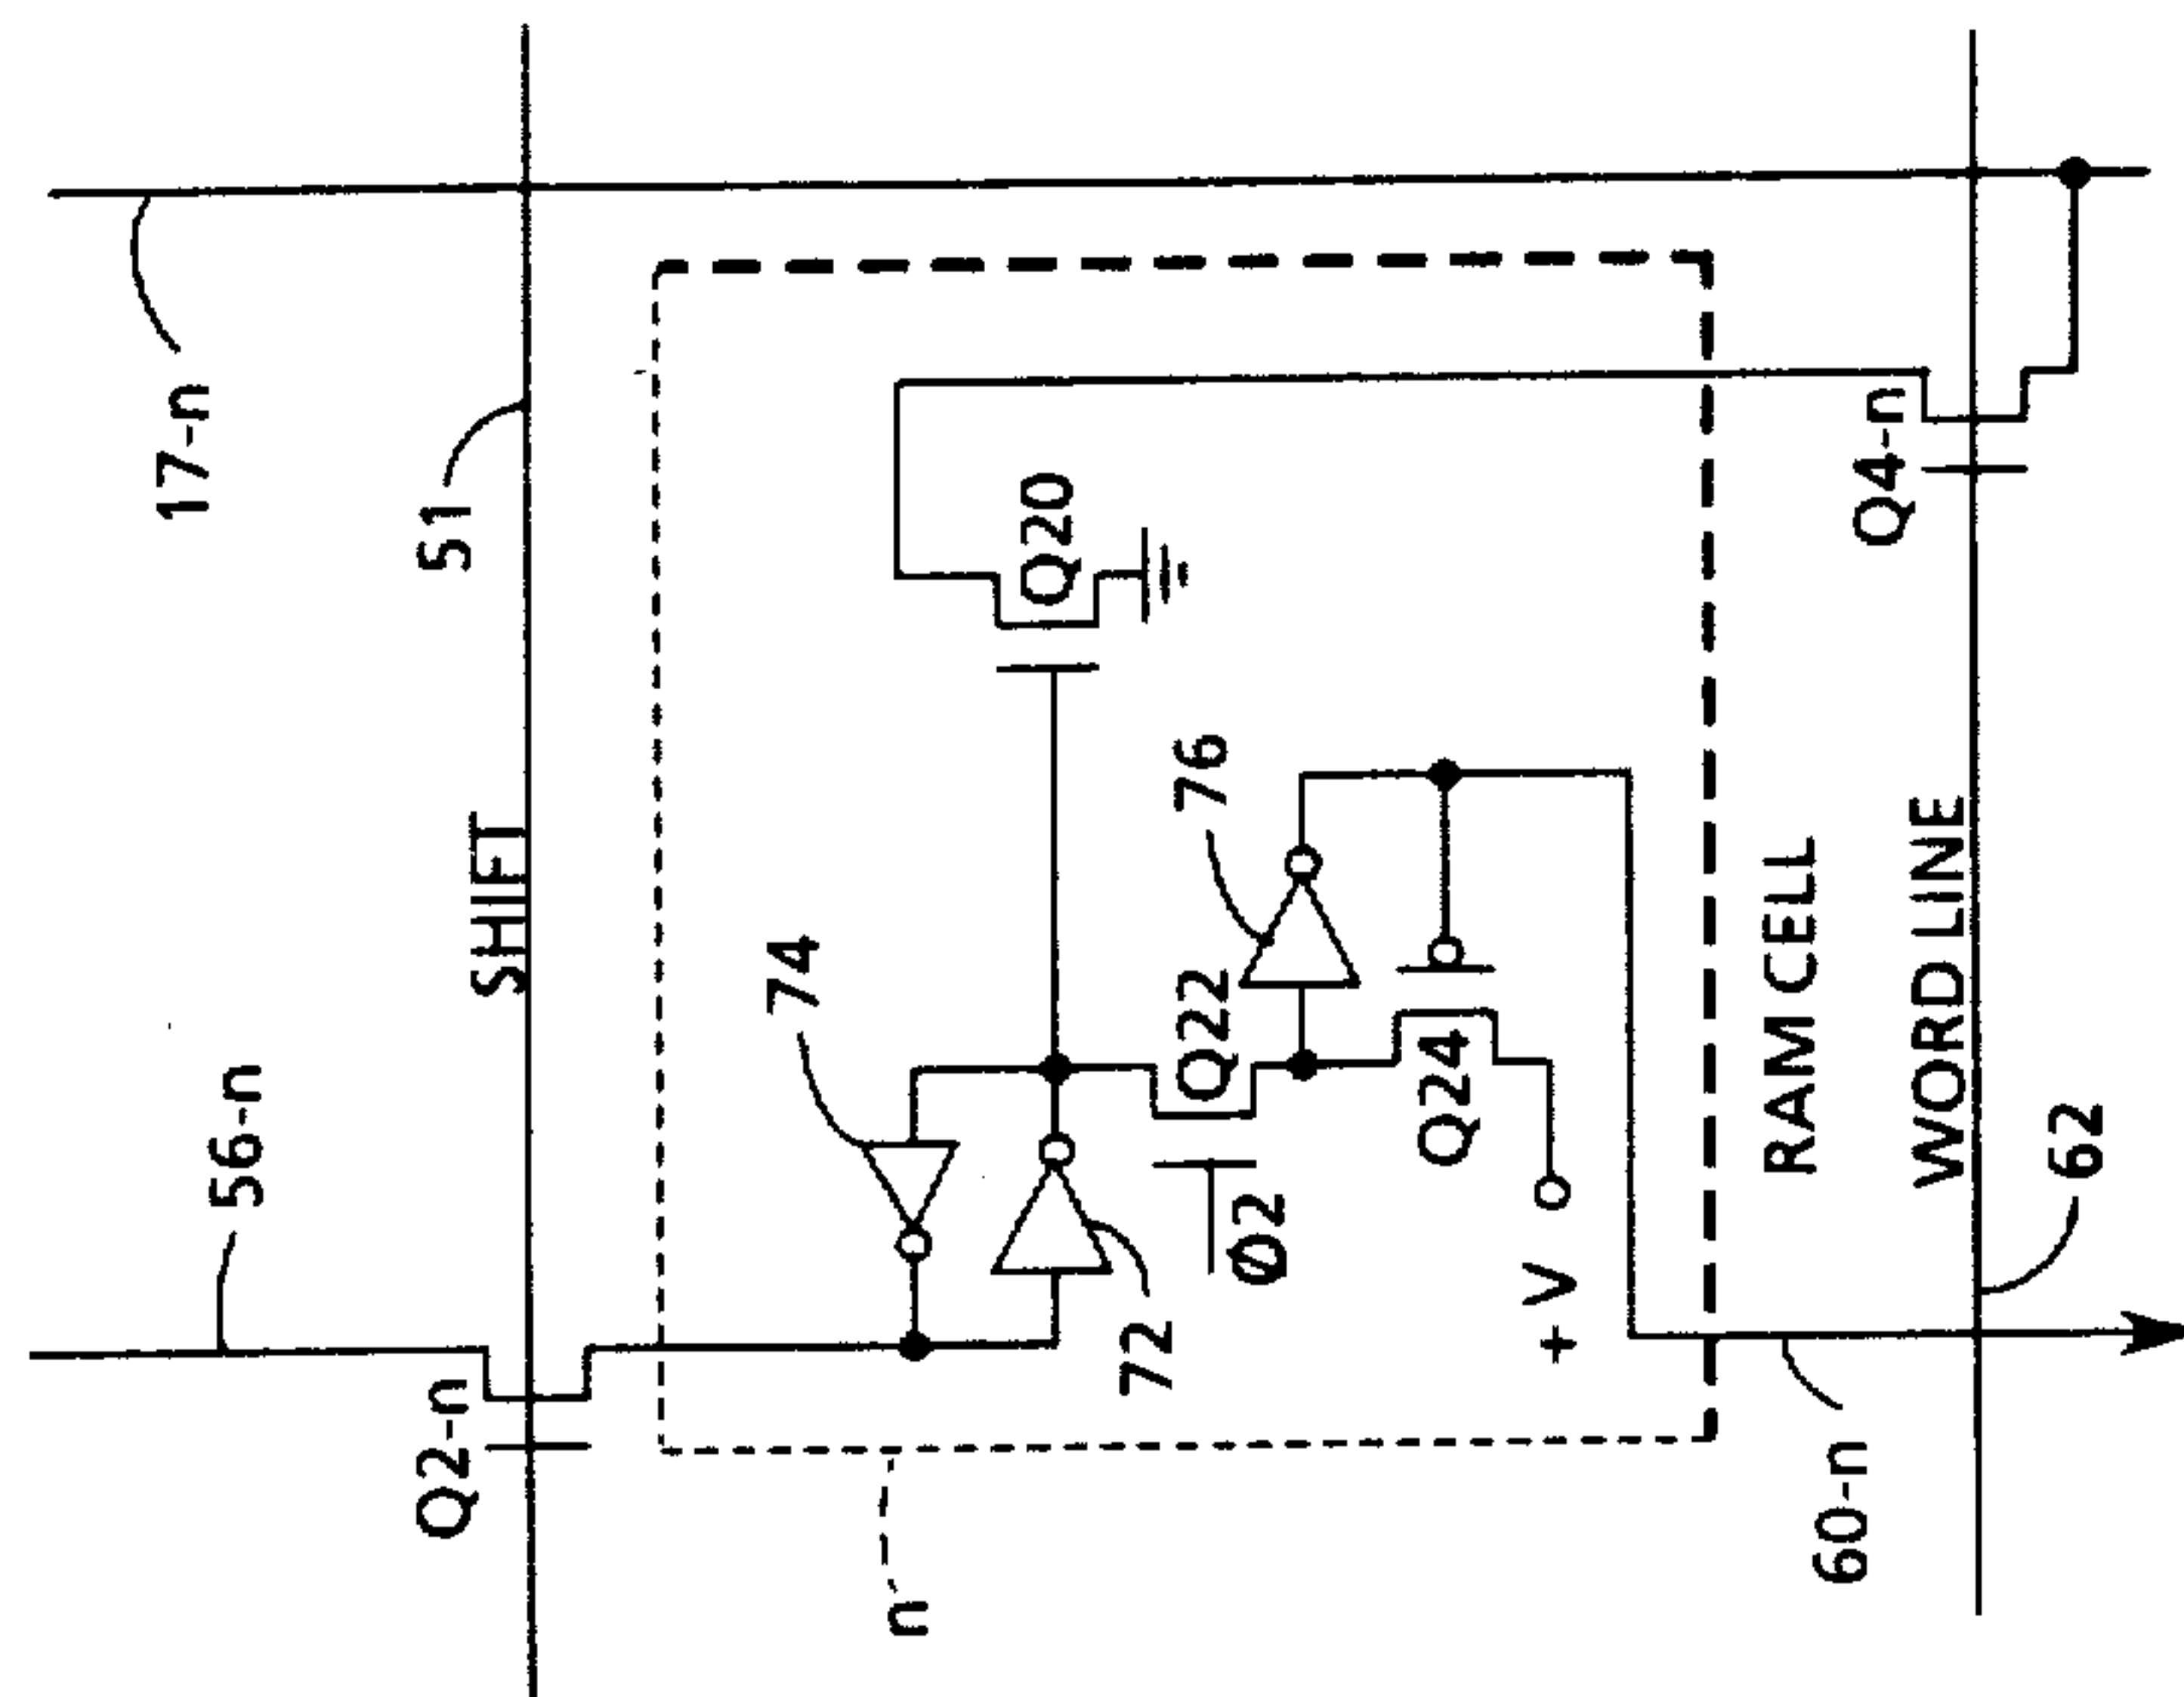 17-n
51
SHIFT
56-n
Q2-n
Q20
74
72
Q22
76
Ø2
Q24
+ V
n
RAM CELL
Q4-n
WORD LINE
62
60-n